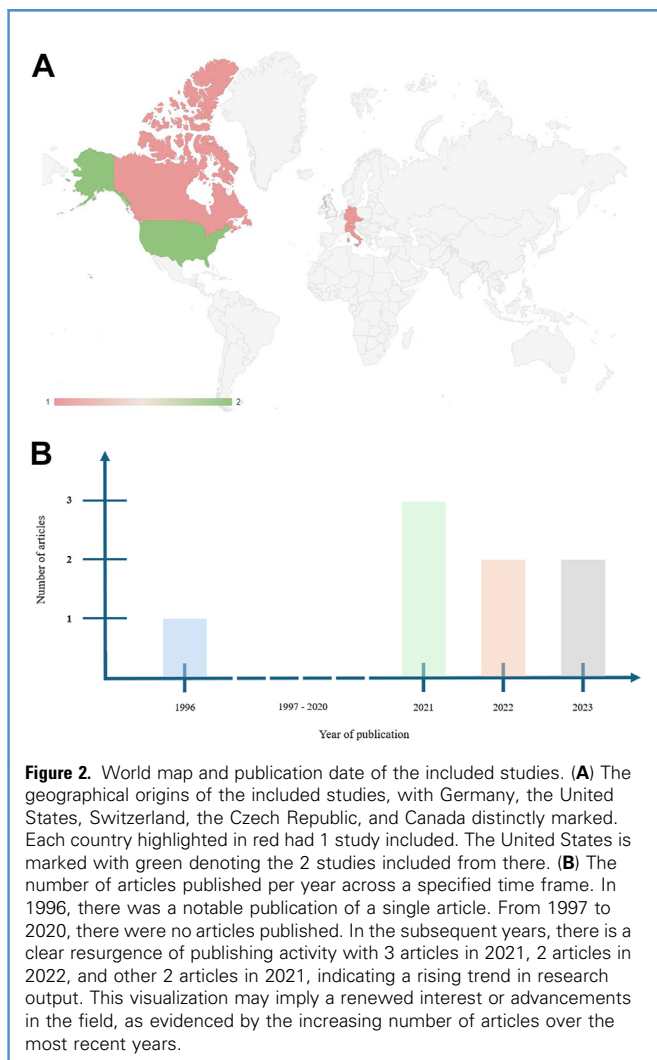 A
1 2
B
3
2
1
Number of articles
1996 1997 - 2020 2021 2022 2023
Year of publication
Figure 2. World map and publication date of the included studies. (A) The
geographical origins of the included studies, with Germany, the United
States, Switzerland, the Czech Republic, and Canada distinctly marked.
Each country highlighted in red had 1 study included. The United States is
marked with green denoting the 2 studies included from there. (B) The
number of articles published per year across a specified time frame. In
1996, there was a notable publication of a single article. From 1997 to
2020, there were no articles published. In the subsequent years, there is a
clear resurgence of publishing activity with 3 articles in 2021, 2 articles in
2022, and other 2 articles in 2021, indicating a rising trend in research
output. This visualization may imply a renewed interest or advancements
in the field, as evidenced by the increasing number of articles over the
most recent years.